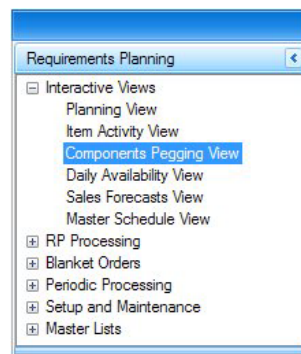 Requirements Planning
Interactive Views
Planning View
Item Activity View
Components Pegging View
Daily Availability View
Sales Forecasts View
Master Schedule View
RP Processing
Blanket Orders
Periodic Processing
Setup and Maintenance
Master Lists